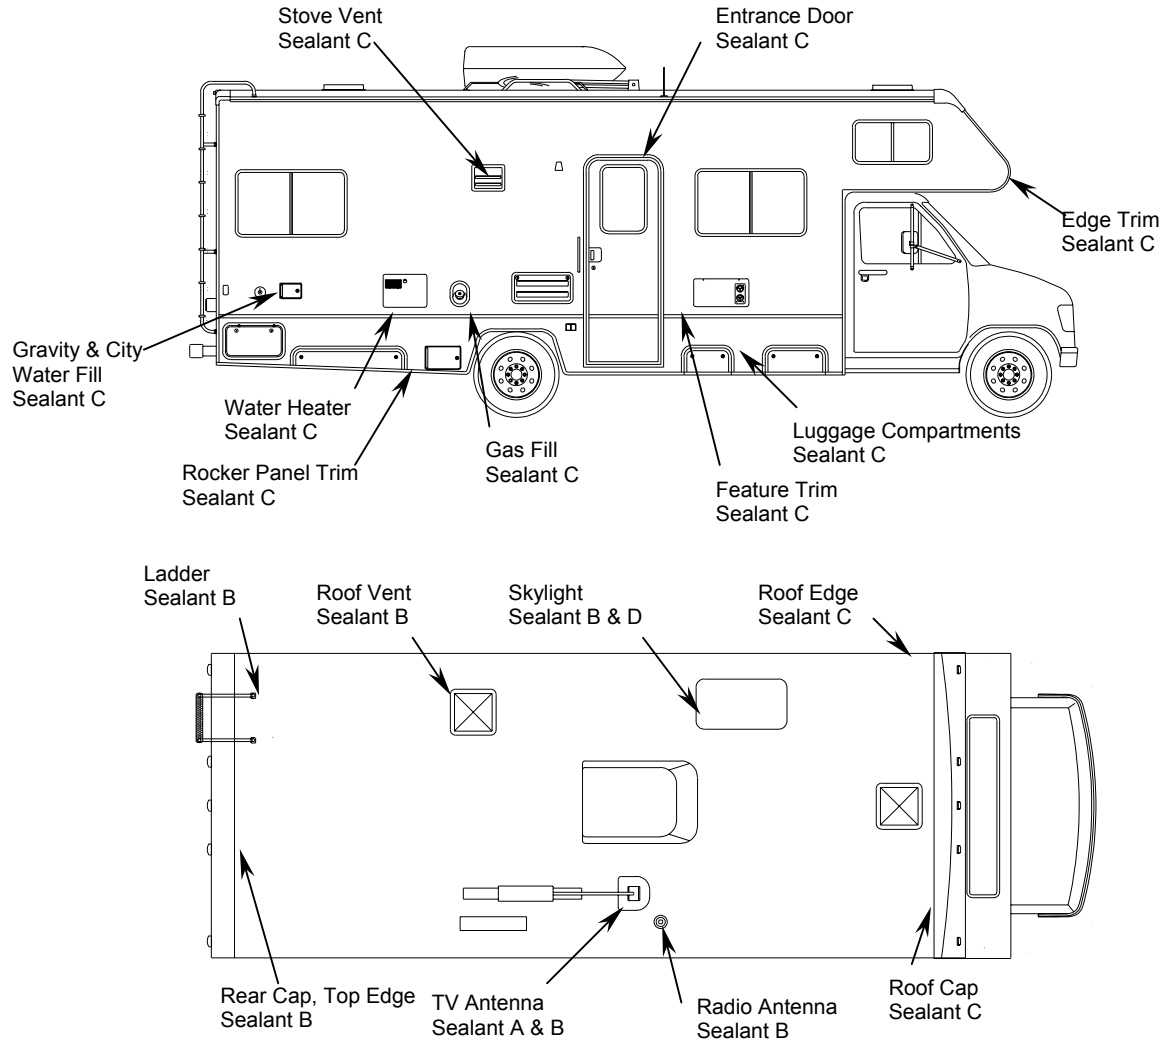 Stove Vent
Sealant C
Entrance Door
Sealant C
Edge Trim
Sealant C
Gravity & City
Water Fill
Sealant C
Water Heater
Sealant C
Rocker Panel Trim
Sealant C
Gas Fill
Sealant C
Luggage Compartments
Sealant C
Feature Trim
Sealant C
Ladder
Sealant B
Roof Vent
Sealant B
Skylight
Sealant B & D
Roof Edge
Sealant C
Rear Cap, Top Edge
Sealant B
TV Antenna
Sealant A & B
Radio Antenna
Sealant B
Roof Cap
Sealant C